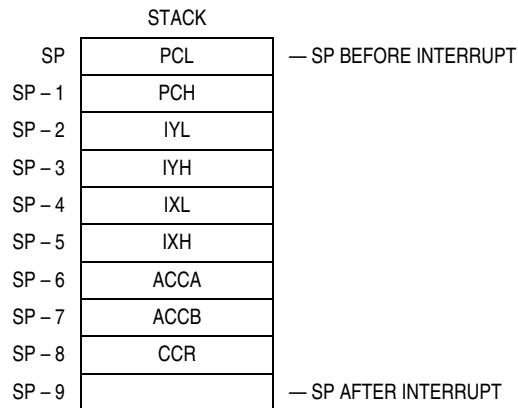 STACK
SP PCL — SP BEFORE INTERRUPT
SP – 1 PCH
SP – 2 IYL
SP – 3 IYH
SP – 4 IXL
SP – 5 IXH
SP – 6 ACCA
SP – 7 ACCB
SP – 8 CCR
SP – 9 — SP AFTER INTERRUPT